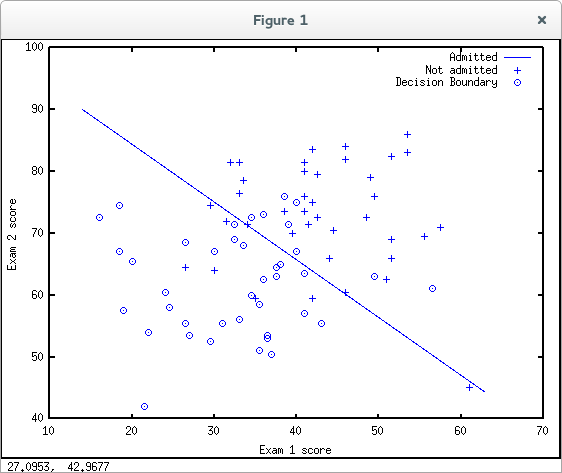 Figure 1
×
100
90
80
70
60
50
40
10
20
30
40
50
60
70
Exam 2 score
Exam 1 score
Admitted
Not admitted
Decision Boundary
27.0953, 42.9677